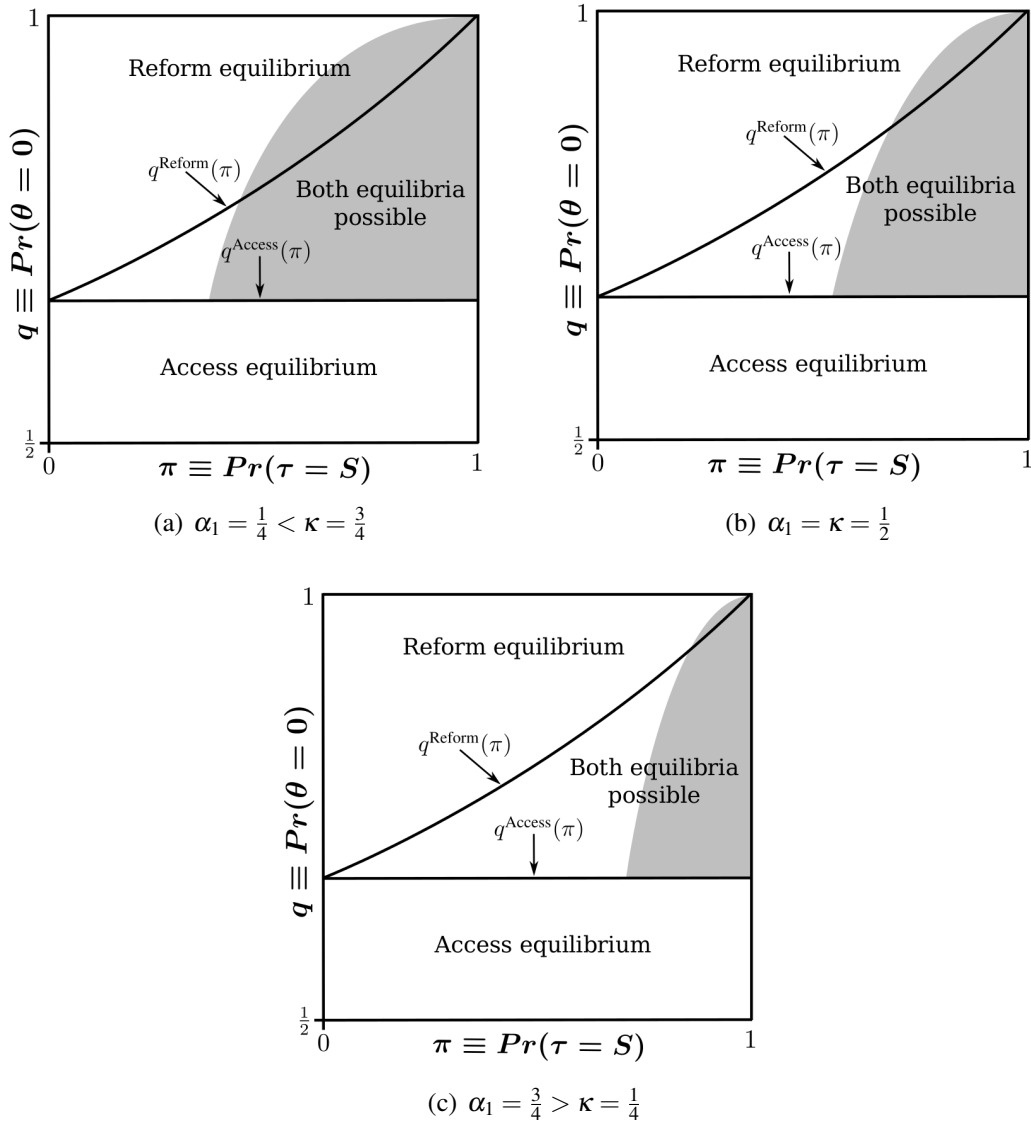 1
Reform equilibrium
q^Reform(π)
Both equilibria
possible
q^Access(π)
q ≡ Pr(θ = 0)
Access equilibrium
1/2
0
π ≡ Pr(τ = S)
1
(a) α₁ = 1/4 < κ = 3/4
1
Reform equilibrium
q^Reform(π)
Both equilibria
possible
q^Access(π)
q ≡ Pr(θ = 0)
Access equilibrium
1/2
0
π ≡ Pr(τ = S)
1
(b) α₁ = κ = 1/2
1
Reform equilibrium
q^Reform(π)
Both equilibria
possible
q^Access(π)
q ≡ Pr(θ = 0)
Access equilibrium
1/2
0
π ≡ Pr(τ = S)
1
(c) α₁ = 3/4 > κ = 1/4